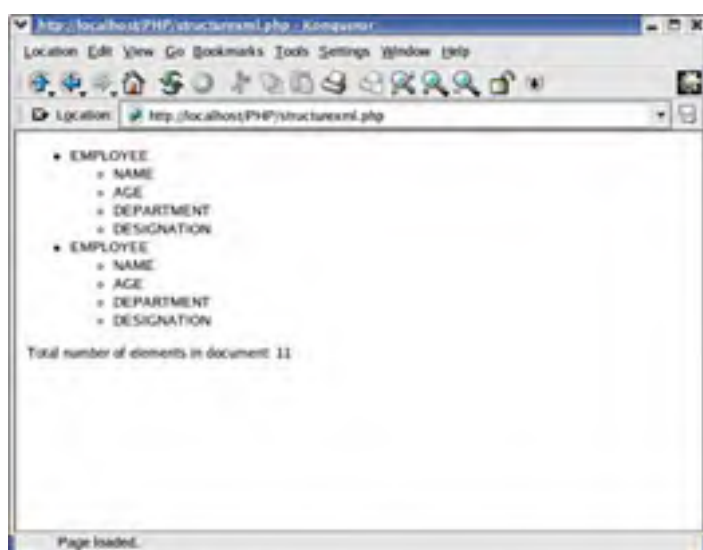 http://localhost/PHP/structurexml.php - Konqueror
Location Edit View Go Bookmarks Tools Settings Window Help
Location: http://localhost/PHP/structurexml.php
EMPLOYEE
NAME
AGE
DEPARTMENT
DESIGNATION
EMPLOYEE
NAME
AGE
DEPARTMENT
DESIGNATION
Total number of elements in document: 11
Page loaded.